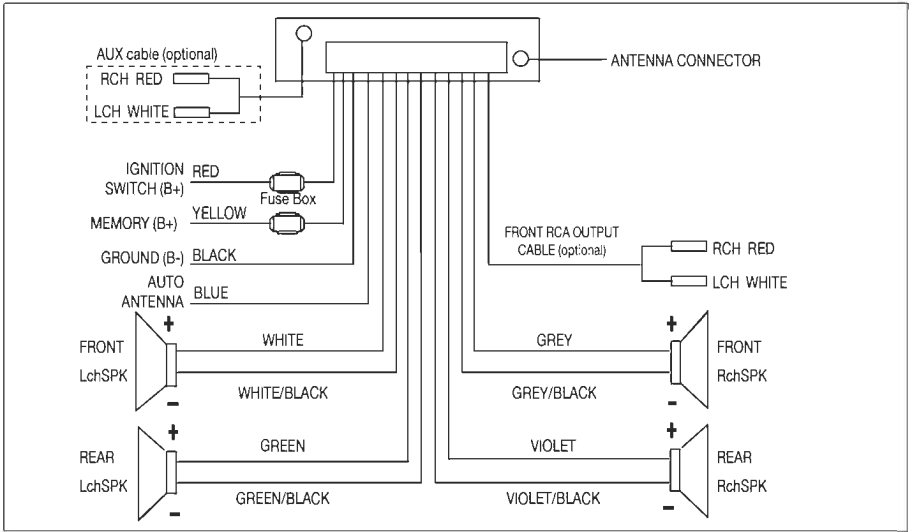 AUX cable (optional)
RCH RED
LCH WHITE
ANTENNA CONNECTOR
IGNITION
SWITCH (B+)
RED
Fuse Box
MEMORY (B+)
YELLOW
GROUND (B-)
BLACK
AUTO
ANTENNA
BLUE
FRONT RCA OUTPUT
CABLE (optional)
RCH RED
LCH WHITE
+
FRONT
LchSPK
-
WHITE
WHITE/BLACK
GREY
GREY/BLACK
+
FRONT
RchSPK
-
+
REAR
LchSPK
-
GREEN
GREEN/BLACK
VIOLET
VIOLET/BLACK
+
REAR
RchSPK
-